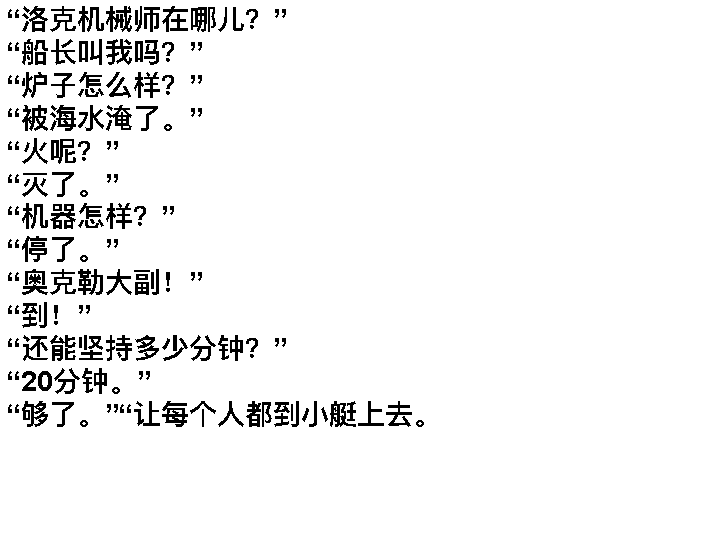 “洛克机械师在哪儿？”
“船长叫我吗？”
“炉子怎么样？”
“被海水淹了。”
“火呢？”
“灭了。”
“机器怎样？”
“停了。”
“奥克勒大副！”
“到！”
“还能坚持多少分钟？”
“20分钟。”
“够了。”“让每个人都到小艇上去。